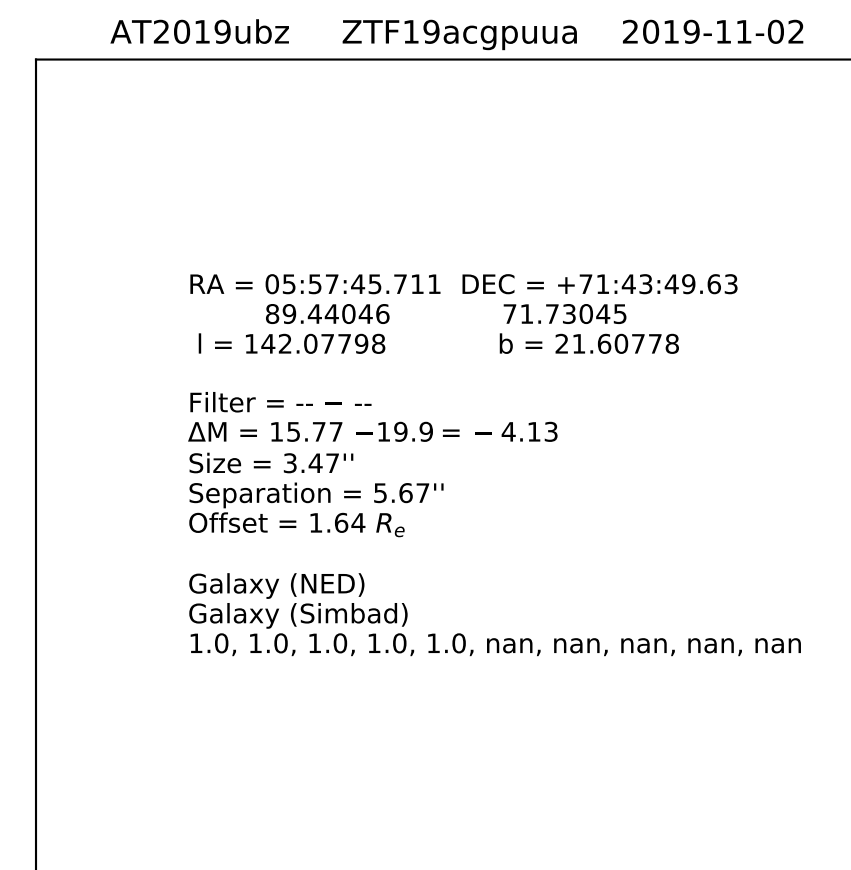 AT2019ubz ZTF19acgpuua 2019-11-02
RA = 05:57:45.711 DEC = +71:43:49.63
89.44046 71.73045
l = 142.07798 b = 21.60778
Filter = -- − --
ΔM = 15.77 −19.9 = − 4.13
Size = 3.47''
Separation = 5.67''
Offset = 1.64 Re
Galaxy (NED)
Galaxy (Simbad)
1.0, 1.0, 1.0, 1.0, 1.0, nan, nan, nan, nan, nan